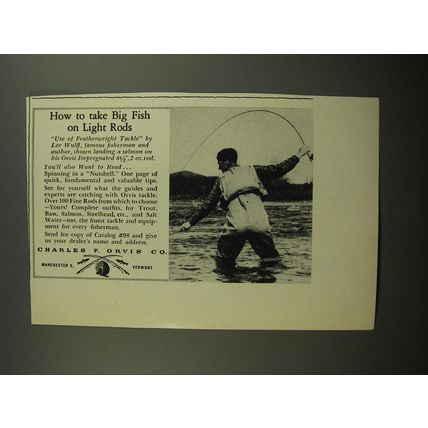 How to take Big Fish
on Light Rods
"Use of Featherweight Tackle" by
Lee Wulff, famous fisherman and
author, shown landing a salmon on
his Orvis Impregnated 6½', 2 oz. rod.
You'll also Want to Read...
Spinning in a "Nutshell." One page of
quick, fundamental and valuable tips.
See for yourself what the guides and
experts are catching with Orvis tackle.
Over 100 Fine Rods from which to choose
—Yours! Complete outfits, for Trout,
Bass, Salmon, Steelhead, etc., and Salt
Water—too, the finest tackle and equip-
ment for every fisherman.
Send for copy of Catalog #98 and give
us your dealer's name and address.
CHARLES F. ORVIS CO.
MANCHESTER 5, VERMONT